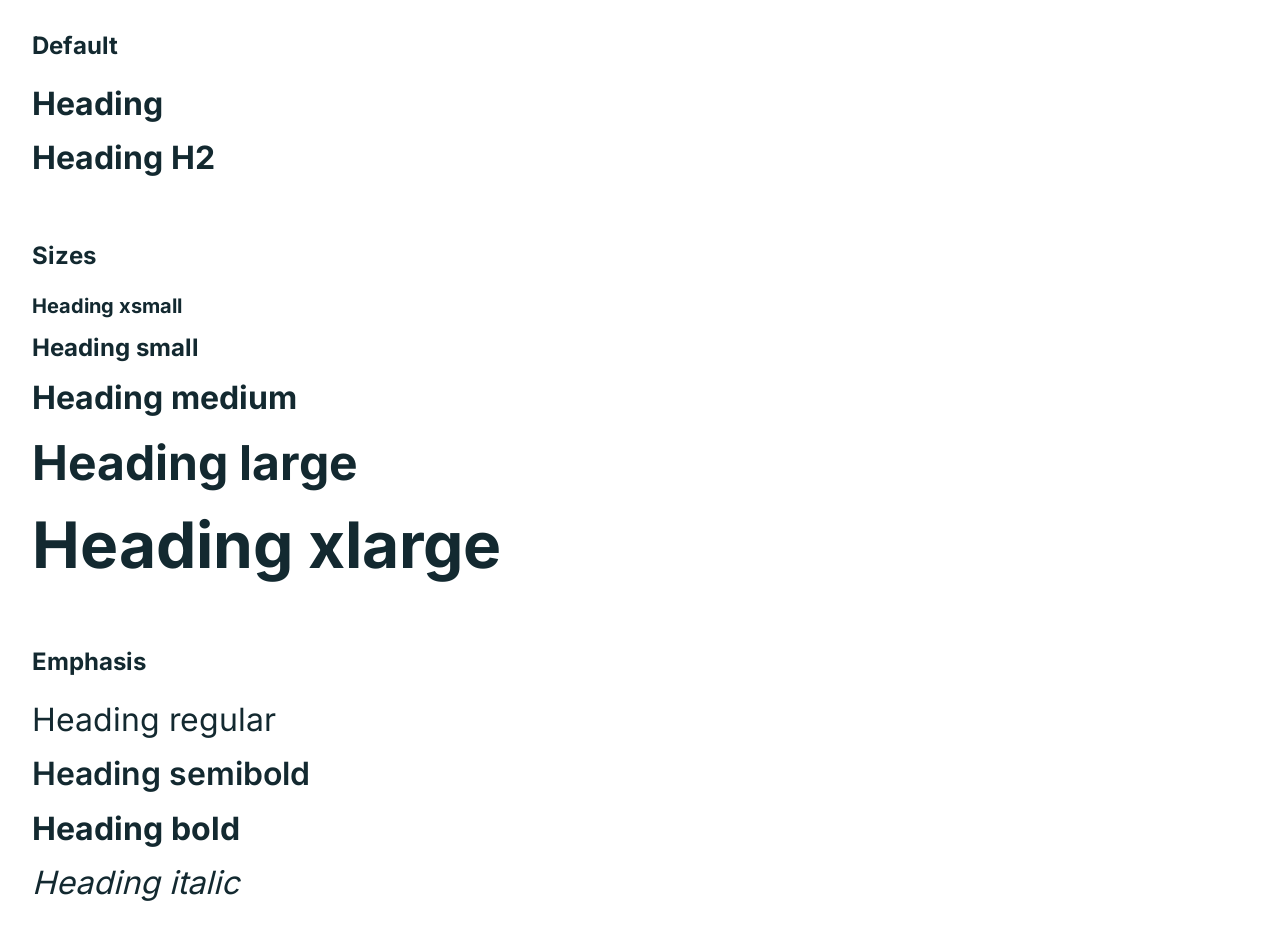 Default
Heading
Heading H2
Sizes
Heading xsmall
Heading small
Heading medium
Heading large
Heading xlarge
Emphasis
Heading regular
Heading semibold
Heading bold
Heading italic